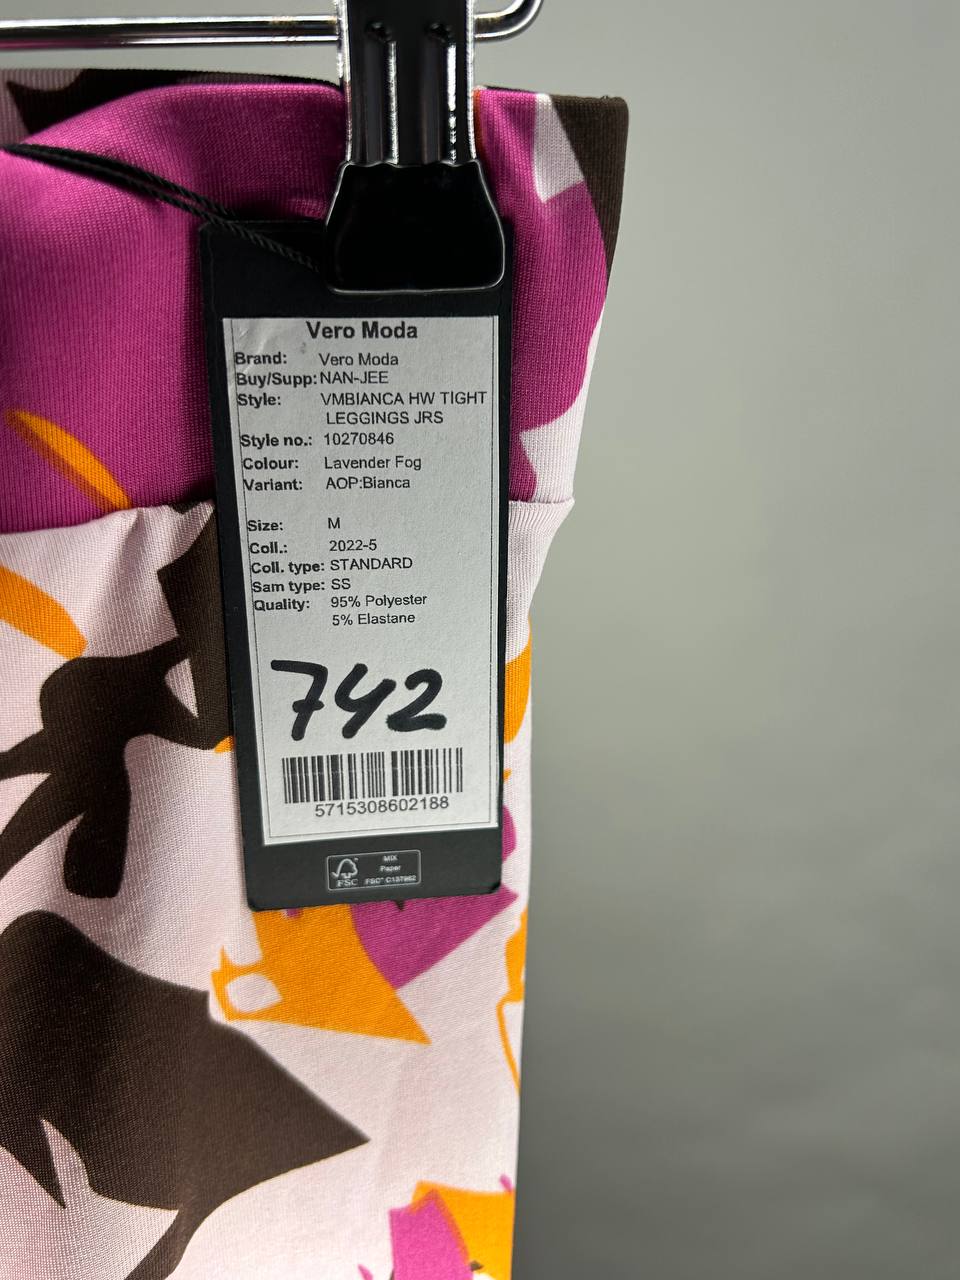 Vero Moda
Brand: Vero Moda
Buy/Supp: NAN-JEE
Style: VMBIANCA HW TIGHT
LEGGINGS JRS
Style no.: 10270846
Colour: Lavender Fog
Variant: AOP:Bianca
Size: M
Coll.: 2022-5
Coll. type: STANDARD
Sam type: SS
Quality: 95% Polyester
5% Elastane
742
5715308602188
MIX
Paper
FSC FSC® C137982